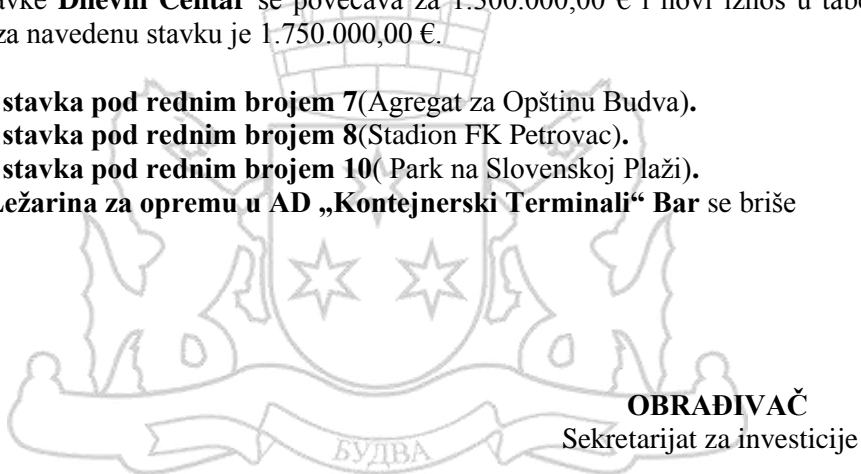 stavke Dnevni Centar se povećava za 1.500.000,00 € i novi iznos u tabe
za navedenu stavku je 1.750.000,00 €.
stavka pod rednim brojem 7(Agregat za Opštinu Budva).
stavka pod rednim brojem 8(Stadion FK Petrovac).
stavka pod rednim brojem 10( Park na Slovenskoj Plaži).
Ležarina za opremu u AD „Kontejnerski Terminali“ Bar se briše
OBRAĐIVAČ
Sekretarijat za investicije
БУДВА